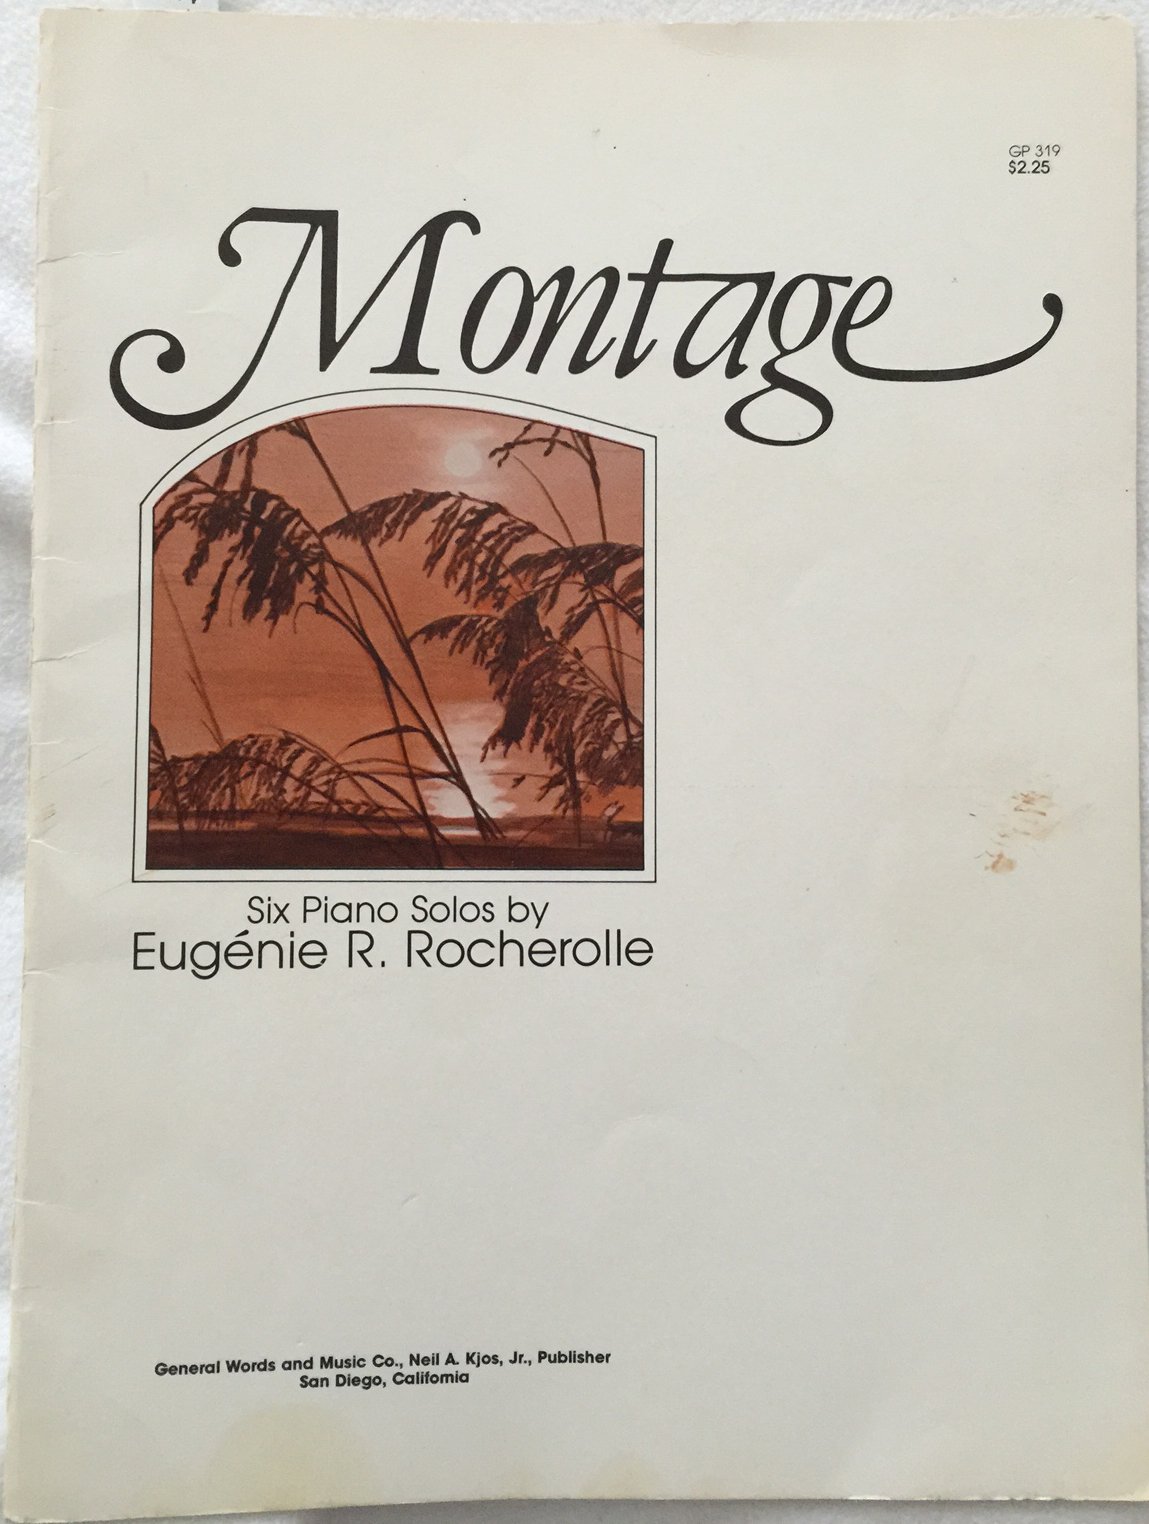 GP 319
$2.25
Montage
Six Piano Solos by
Eugénie R. Rocherolle
General Words and Music Co., Neil A. Kjos, Jr., Publisher
San Diego, California